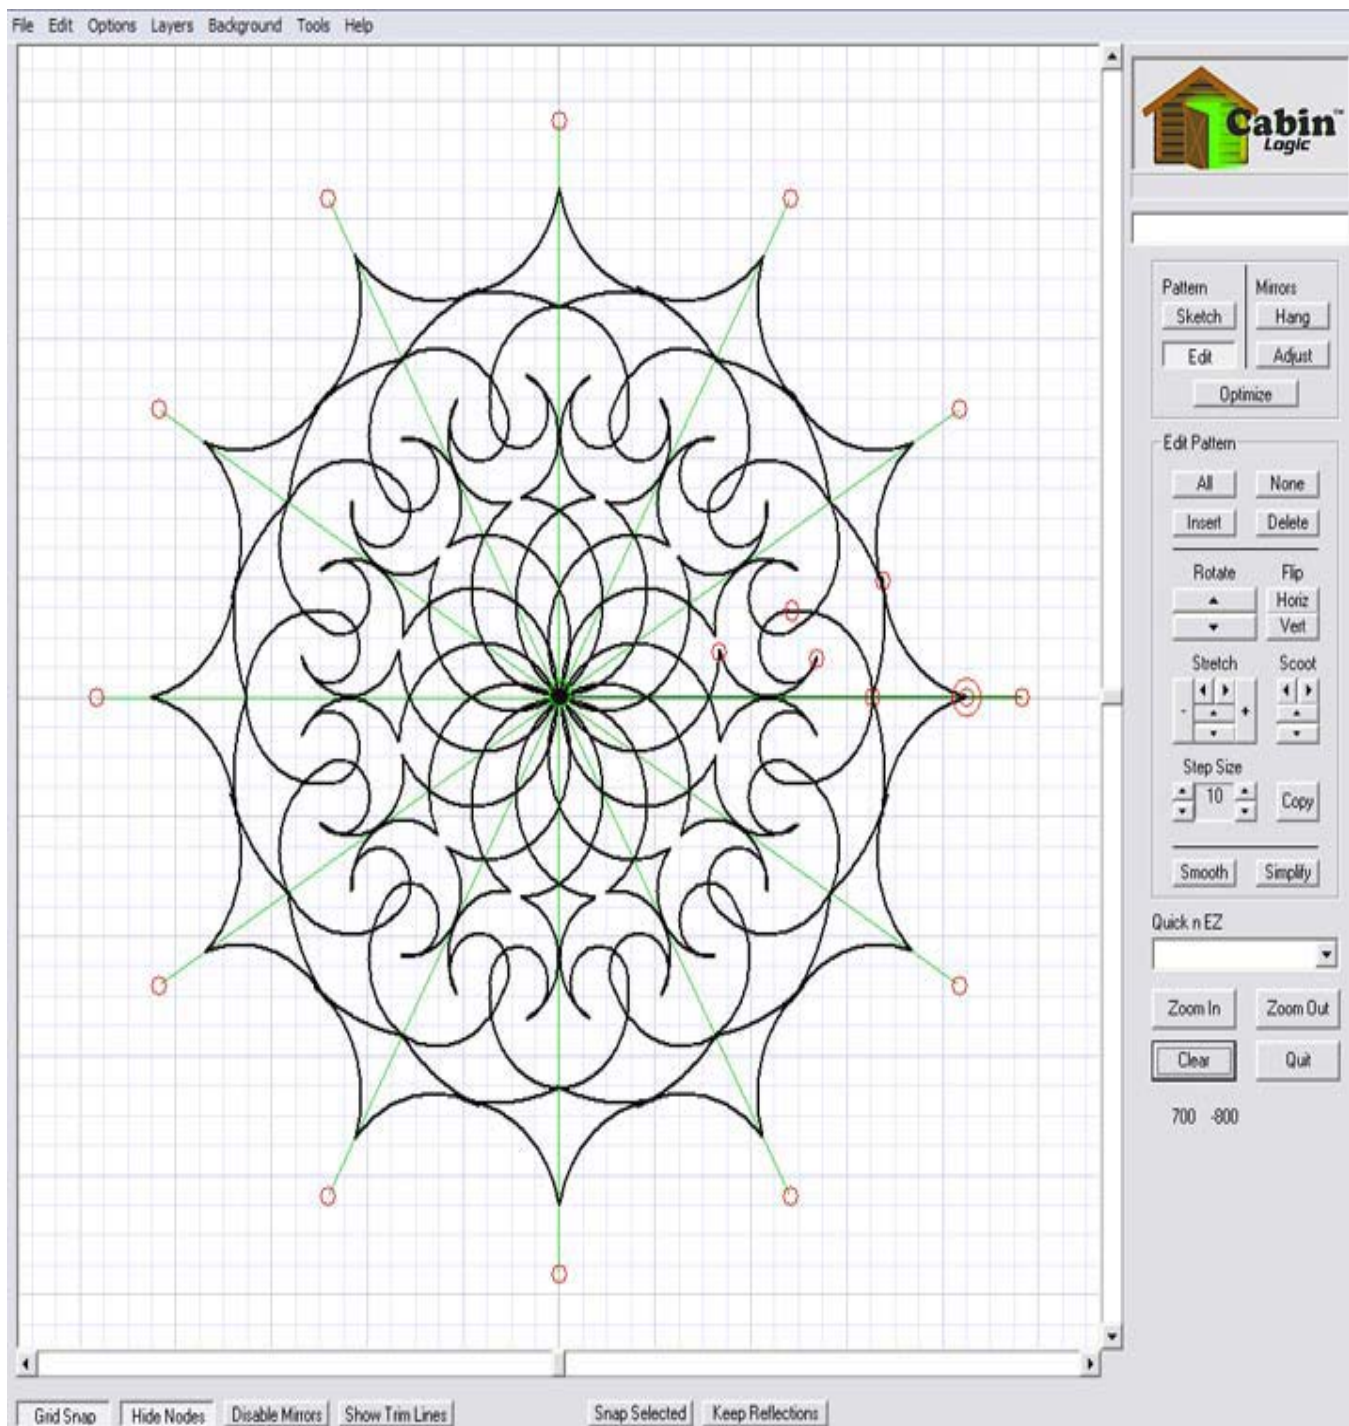 File Edit Options Layers Background Tools Help
Cabin™
Logic
Pattern Mirrors
Sketch Hang
Edit Adjust
Optimize
Edit Pattern
All None
Insert Delete
Rotate Flip
Horiz
Vert
Stretch Scoot
- +
Step Size
10 Copy
Smooth Simplify
Quick n EZ
Zoom In Zoom Out
Clear Quit
700 -800
Grid Snap Hide Nodes Disable Mirrors Show Trim Lines Snap Selected Keep Reflections